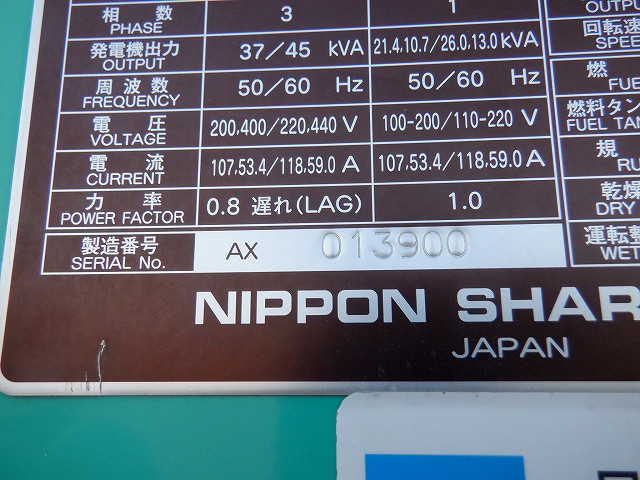 相 数 3 1
PHASE
発電機出力 37/45 kVA 21.4,10.7/26.0,13.0 kVA
OUTPUT
周 波 数 50/60 Hz 50/60 Hz
FREQUENCY
電 圧 200,400/220,440 V 100-200/110-220 V
VOLTAGE
電 流 107,53.4/118,59.0 A 107,53.4/118,59.0 A
CURRENT
力 率 0.8 遅れ(LAG) 1.0
POWER FACTOR
製造番号 AX 013900
SERIAL No.
OUTPU
回転速
SPEE
燃
FUE
燃料タン
FUEL TAN
規
RU
乾燥
DRY
運転整
WET
NIPPON SHAR
JAPAN